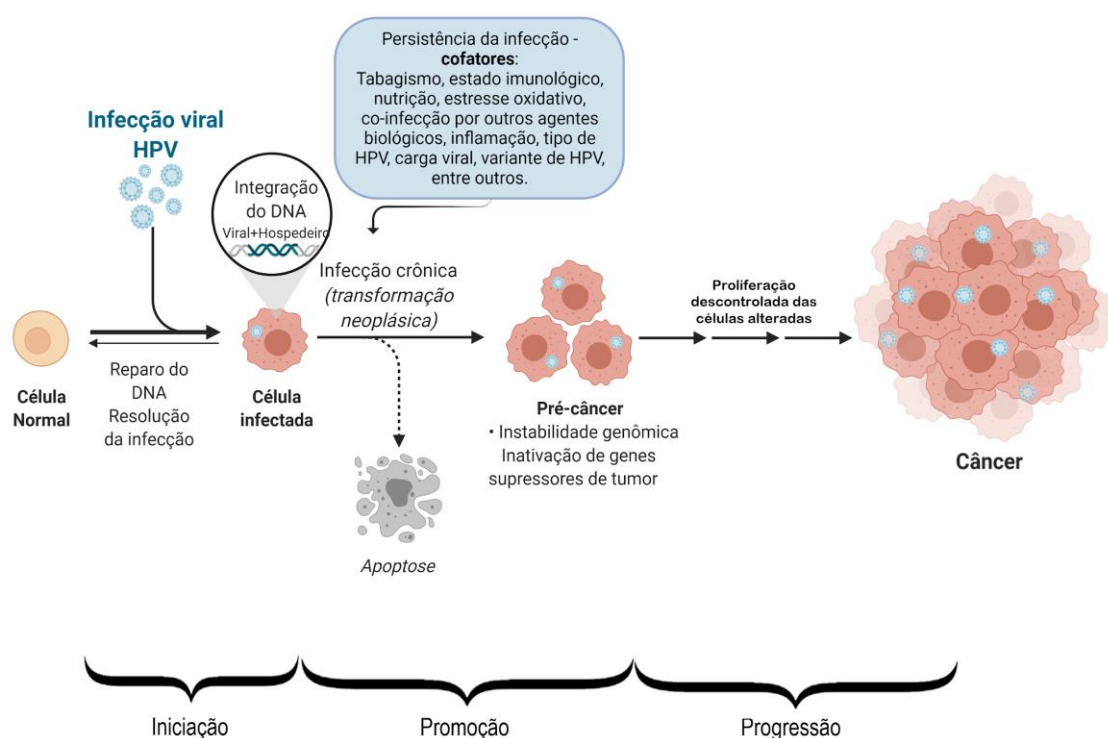 Persistência da infecção -
cofatores:
Tabagismo, estado imunológico,
nutrição, estresse oxidativo,
co-infecção por outros agentes
biológicos, inflamação, tipo de
HPV, carga viral, variante de HPV,
entre outros.
Infecção viral
HPV
Integração
do DNA
Viral+Hospedeiro
Infecção crônica
(transformação
neoplásica)
Proliferação
descontrolada das
células alteradas
Célula
Normal
Reparo do
DNA
Resolução
da infecção
Célula
infectada
Pré-câncer
• Instabilidade genômica
Inativação de genes
supressores de tumor
Câncer
Apoptose
Iniciação
Promoção
Progressão